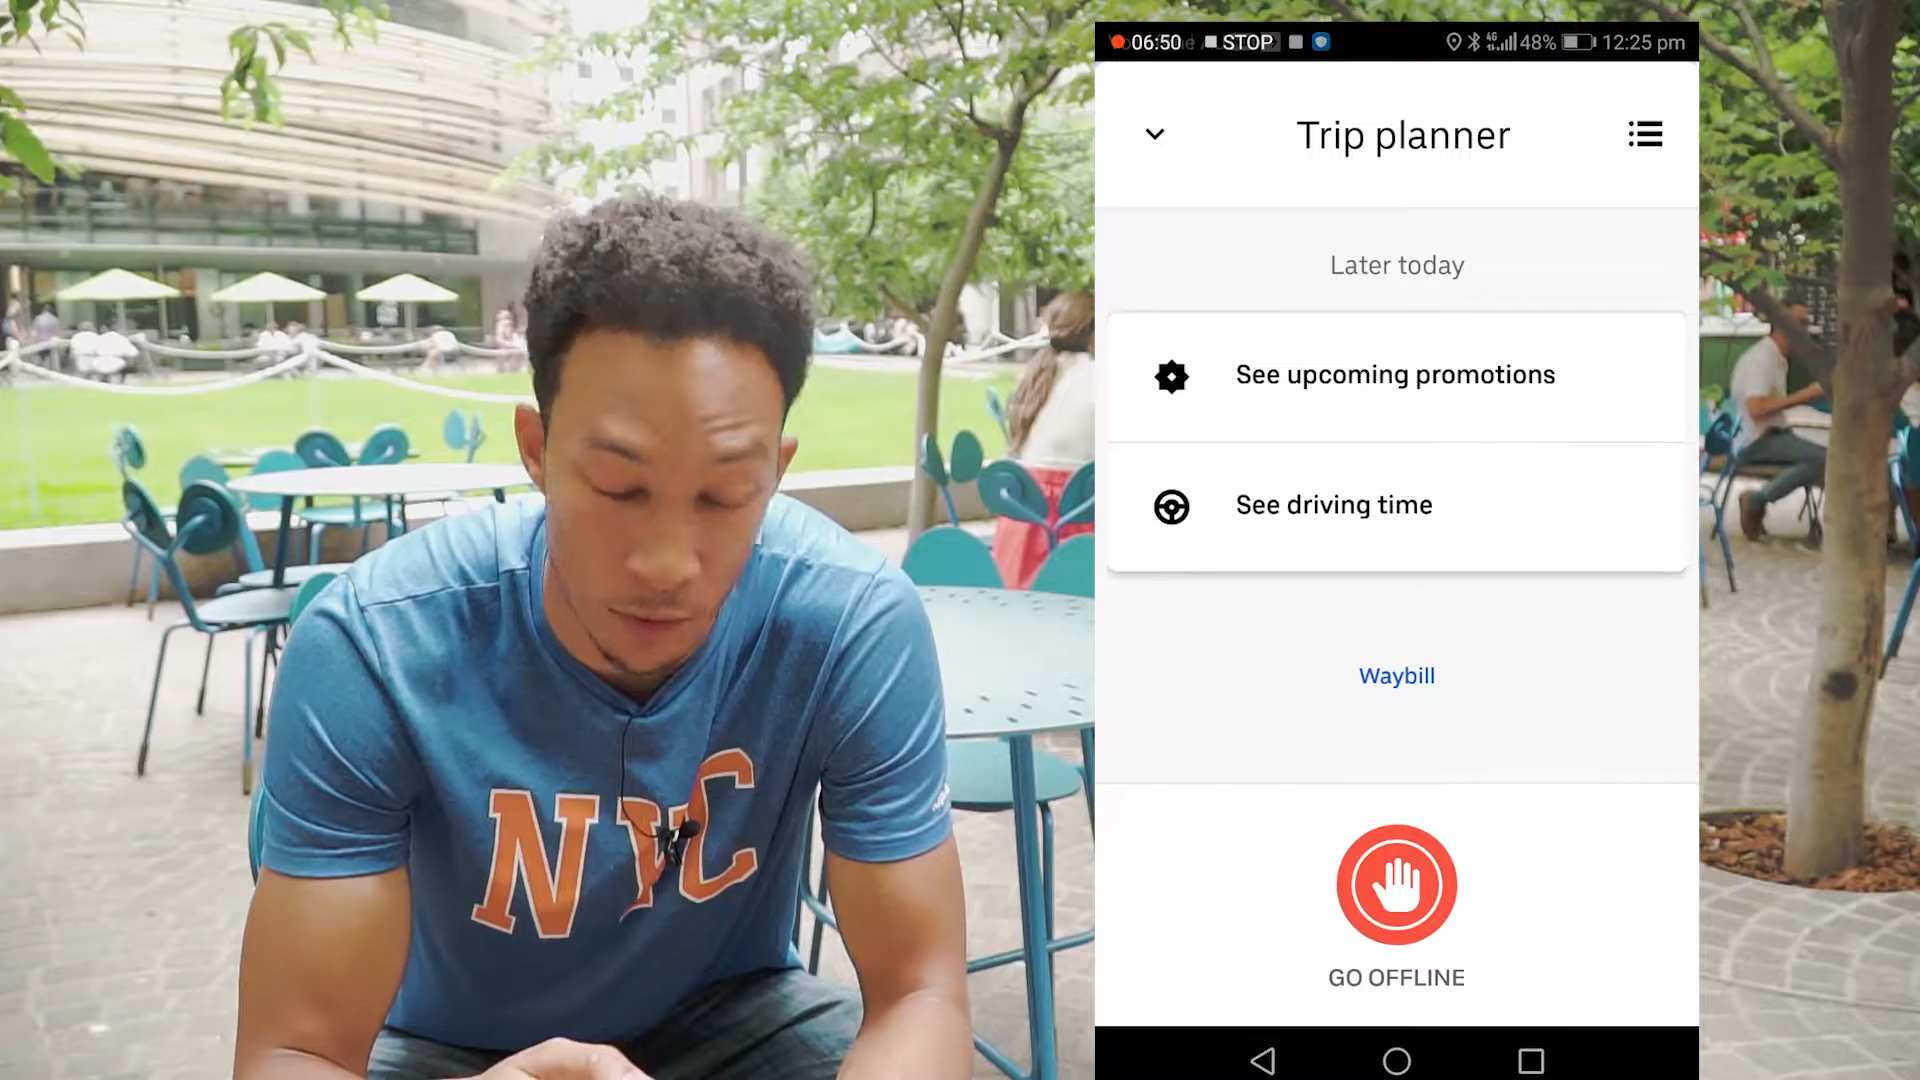 NYC
06:50 STOP 4G 48% 12:25 pm
Trip planner
Later today
See upcoming promotions
See driving time
Waybill
GO OFFLINE